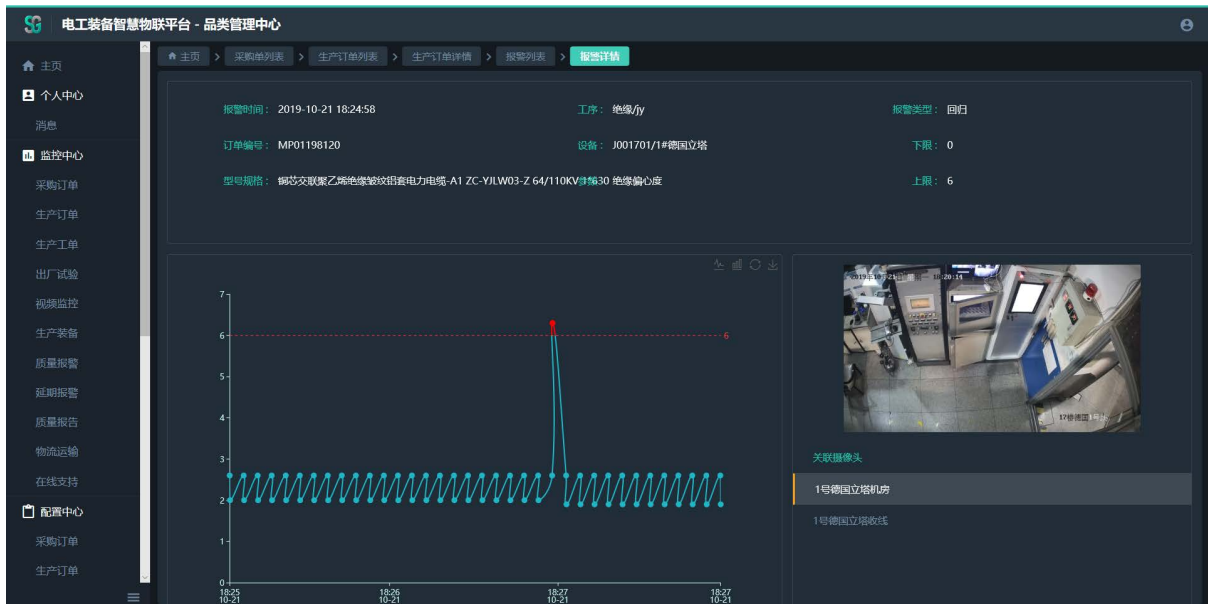 SG 电工装备智慧物联平台 - 品类管理中心
主页
个人中心
消息
监控中心
采购订单
生产订单
生产工单
出厂试验
视频监控
生产装备
质量报警
延期报警
质量报告
物流运输
在线支持
配置中心
采购订单
生产订单
主页 > 采购单列表 > 生产订单列表 > 生产订单详情 > 报警列表 > 报警详情
报警时间： 2019-10-21 18:24:58 工序： 绝缘/jy 报警类型： 回归
订单编号： MP01198120 设备： J001701/1#德国立塔 下限： 0
型号规格： 铜芯交联聚乙烯绝缘皱纹铝套电力电缆-A1 ZC-YJLW03-Z 64/110KV 1*630 绝缘偏心度 上限： 6
7
6 6
5
4
3
2
1
0
18:25 18:26 18:27 18:27
10-21 10-21 10-21 10-21
关联摄像头
1号德国立塔机房
1号德国立塔收线